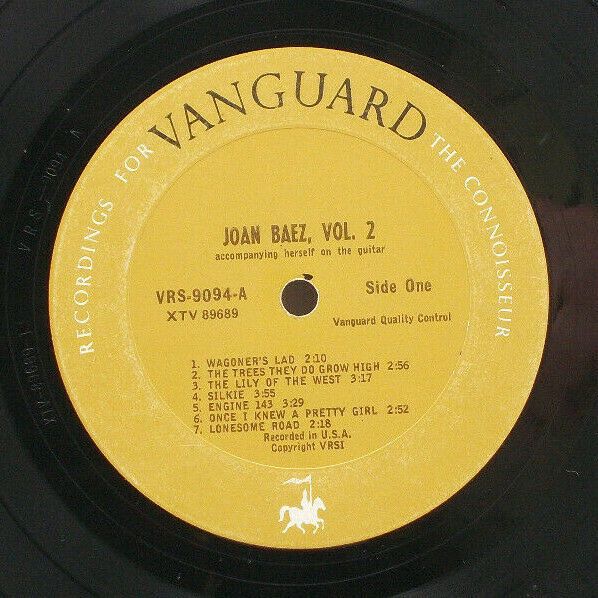 RECORDINGS FOR VANGUARD THE CONNOISSEUR
JOAN BAEZ, VOL. 2
accompanying herself on the guitar
VRS-9094-A
XTV 89689
Side One
Vanguard Quality Control
1. WAGONER'S LAD 2:10
2. THE TREES THEY DO GROW HIGH 2:56
3. THE LILY OF THE WEST 3:17
4. SILKIE 3:55
5. ENGINE 143 3:29
6. ONCE I KNEW A PRETTY GIRL 2:52
7. LONESOME ROAD 2:18
Recorded in U.S.A.
Copyright VRSI